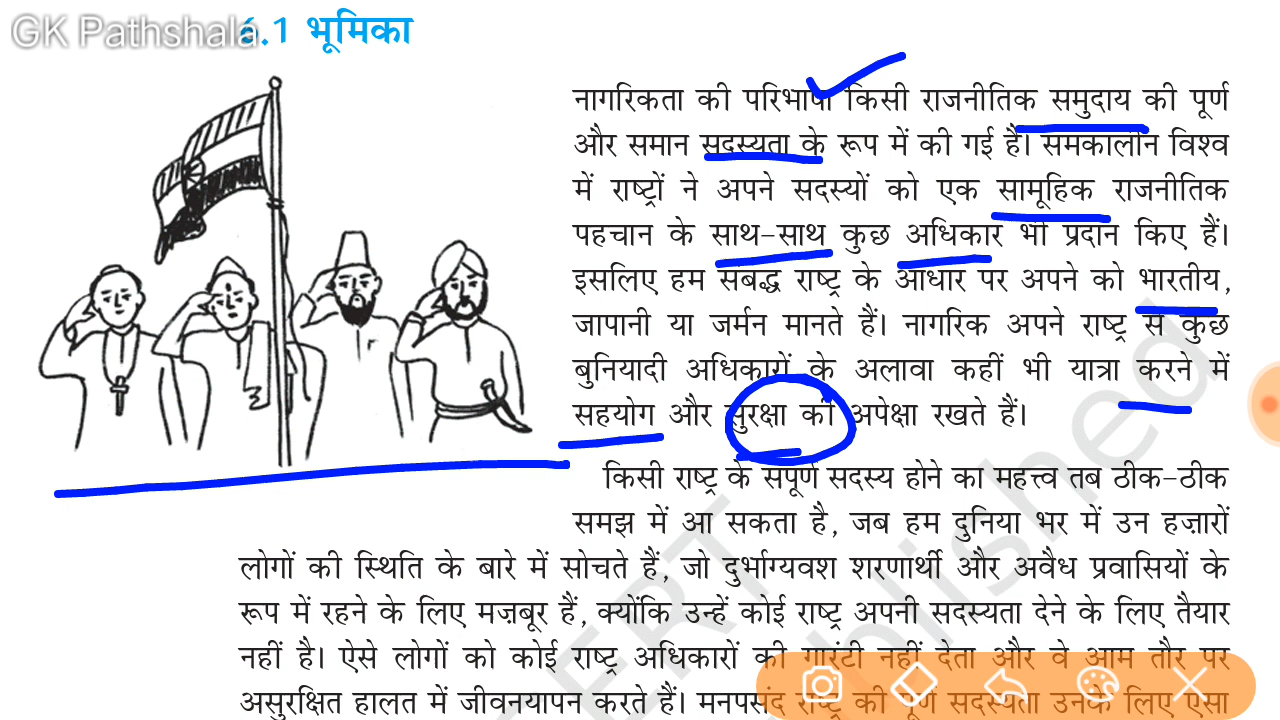 GK Pathshala
6.1 भूमिका
नागरिकता की परिभाषा किसी राजनीतिक समुदाय की पूर्ण
और समान सदस्यता के रूप में की गई है। समकालीन विश्व
में राष्ट्रों ने अपने सदस्यों को एक सामूहिक राजनीतिक
पहचान के साथ-साथ कुछ अधिकार भी प्रदान किए हैं।
इसलिए हम संबद्ध राष्ट्र के आधार पर अपने को भारतीय,
जापानी या जर्मन मानते हैं। नागरिक अपने राष्ट्र से कुछ
बुनियादी अधिकारों के अलावा कहीं भी यात्रा करने में
सहयोग और सुरक्षा की अपेक्षा रखते हैं।
किसी राष्ट्र के संपूर्ण सदस्य होने का महत्त्व तब ठीक-ठीक
समझ में आ सकता है, जब हम दुनिया भर में उन हज़ारों
लोगों की स्थिति के बारे में सोचते हैं, जो दुर्भाग्यवश शरणार्थी और अवैध प्रवासियों के
रूप में रहने के लिए मज़बूर हैं, क्योंकि उन्हें कोई राष्ट्र अपनी सदस्यता देने के लिए तैयार
नहीं है। ऐसे लोगों को कोई राष्ट्र अधिकारों की गारंटी नहीं देता और वे आम तौर पर
असुरक्षित हालत में जीवनयापन करते हैं। मनपसंद राष्ट्र की पूर्ण सदस्यता उनके लिए ऐसा